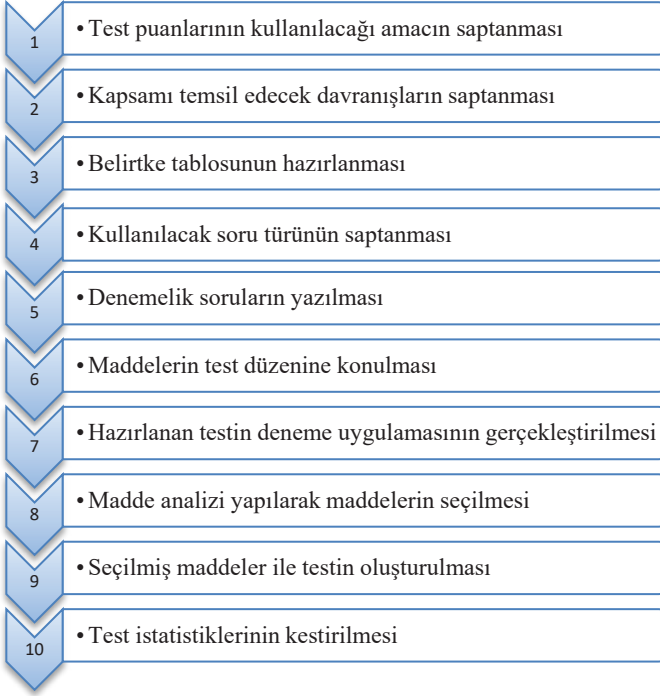 1 • Test puanlarının kullanılacağı amacın saptanması
2 • Kapsamı temsil edecek davranışların saptanması
3 • Belirtke tablosunun hazırlanması
4 • Kullanılacak soru türünün saptanması
5 • Denemelik soruların yazılması
6 • Maddelerin test düzenine konulması
7 • Hazırlanan testin deneme uygulamasının gerçekleştirilmesi
8 • Madde analizi yapılarak maddelerin seçilmesi
9 • Seçilmiş maddeler ile testin oluşturulması
10 • Test istatistiklerinin kestirilmesi